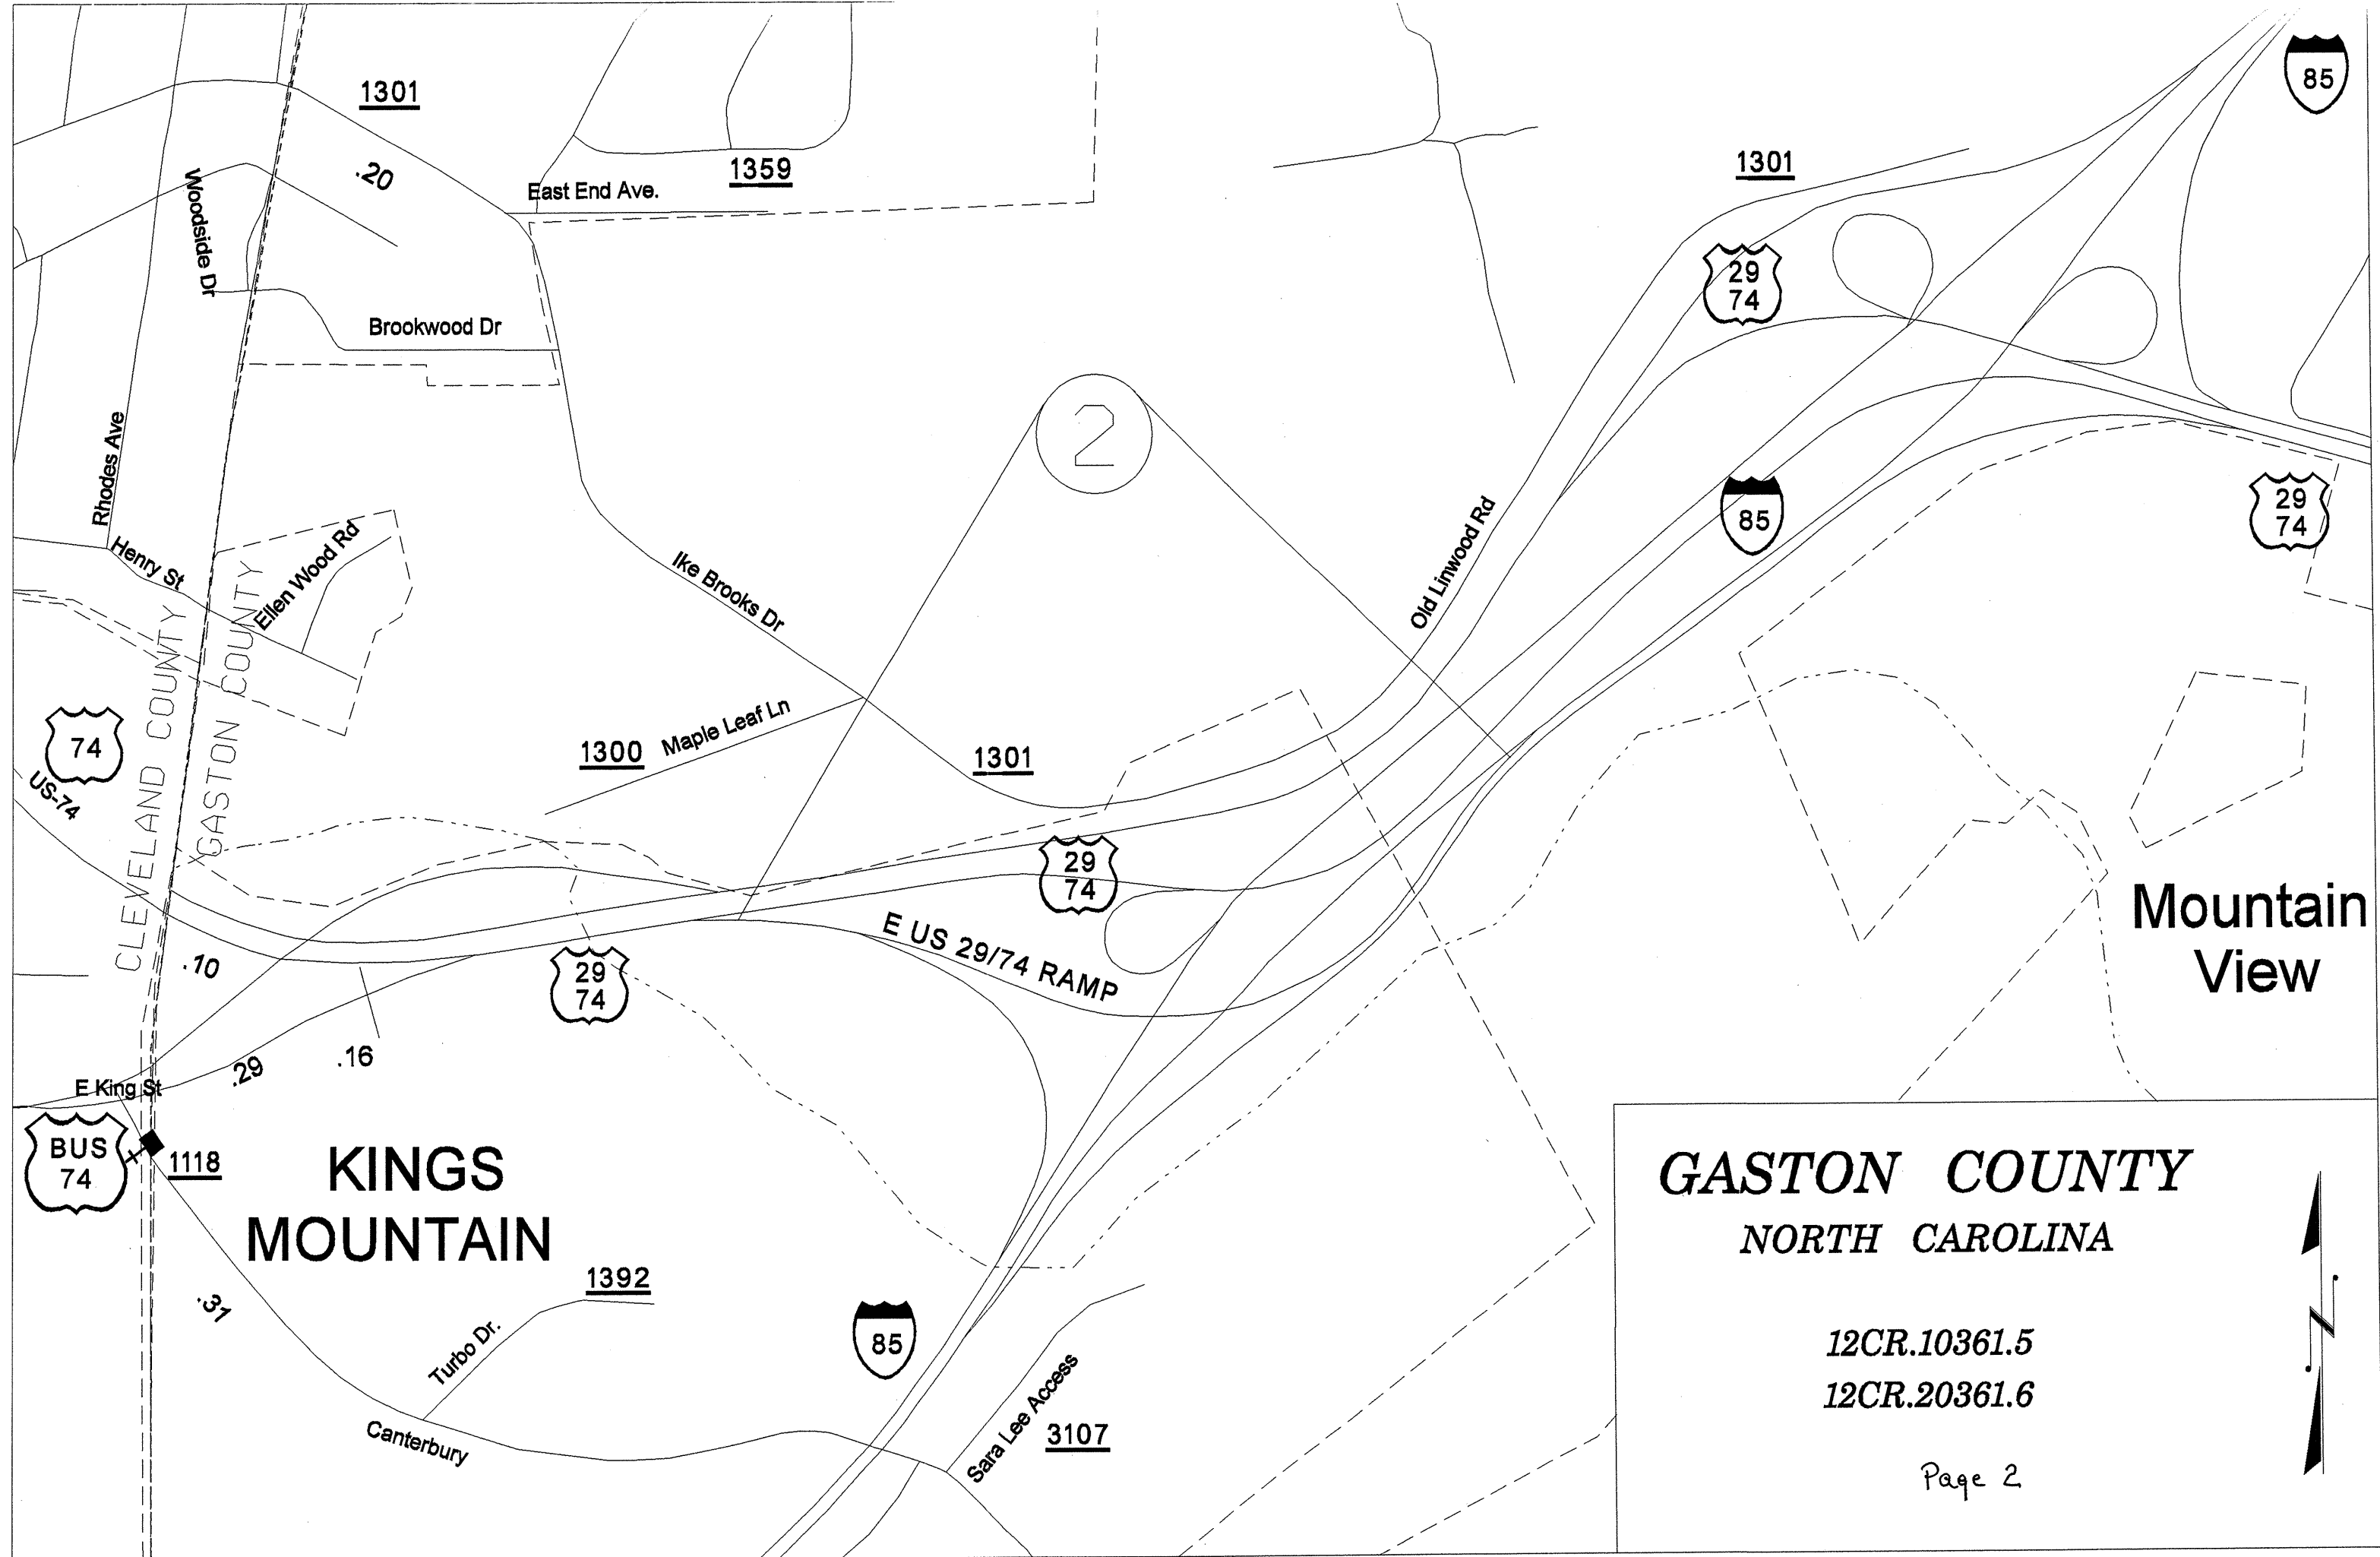 85
1301
.20
1359
East End Ave.
1301
Woodside Dr
29
74
Brookwood Dr
2
Rhodes Ave
85
29
74
Henry St
Ellen Wood Rd
Ike Brooks Dr
Old Linwood Rd
CLEVELAND COUNTY
GASTON COUNTY
74
US-74
1300
Maple Leaf Ln
1301
29
74
E US 29/74 RAMP
Mountain
View
.10
29
74
.16
.29
E King St
BUS
74
1118
KINGS
MOUNTAIN
.31
1392
Turbo Dr.
85
Canterbury
Sara Lee Access
3107
GASTON COUNTY
NORTH CAROLINA
12CR.10361.5
12CR.20361.6
Page 2
N